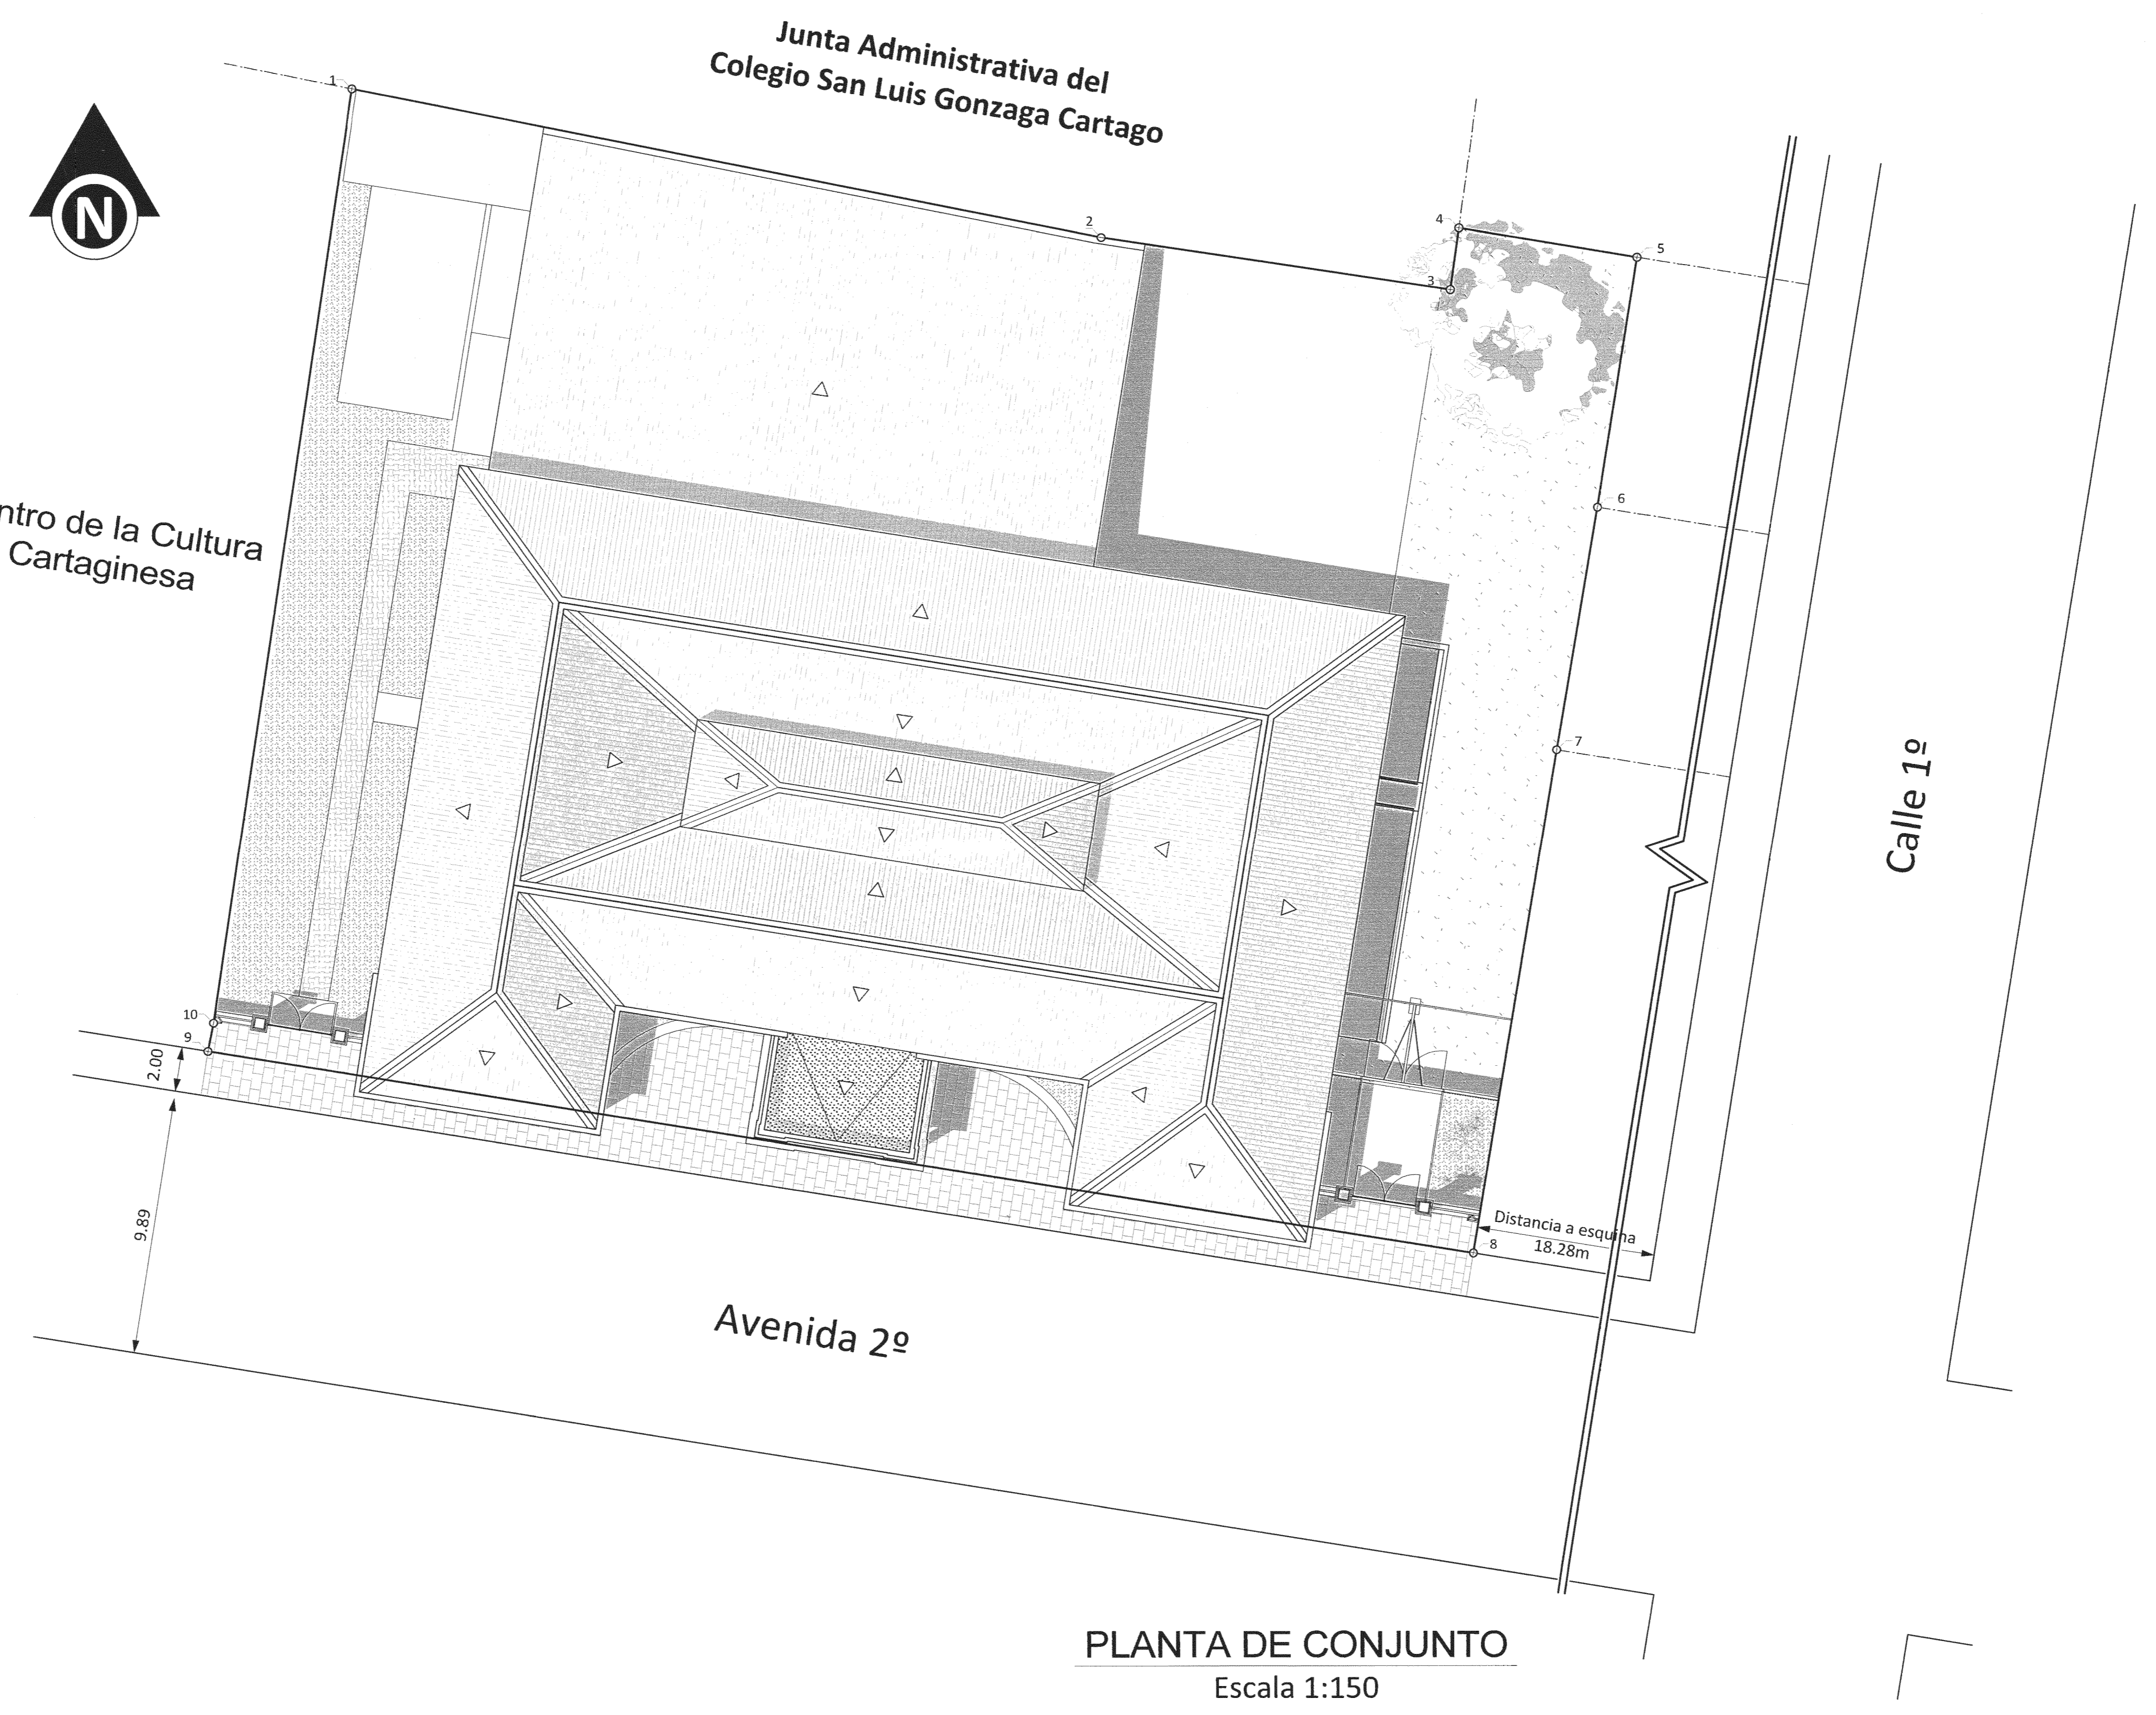 Junta Administrativa del
Colegio San Luis Gonzaga Cartago
1
N
2
4
5
3
6
de la Cultura
Cartaginesa
7
Calle 1º
10
9
2.00
9.89
Distancia a esquina
18.28m
8
Avenida 2º
PLANTA DE CONJUNTO
Escala 1:150